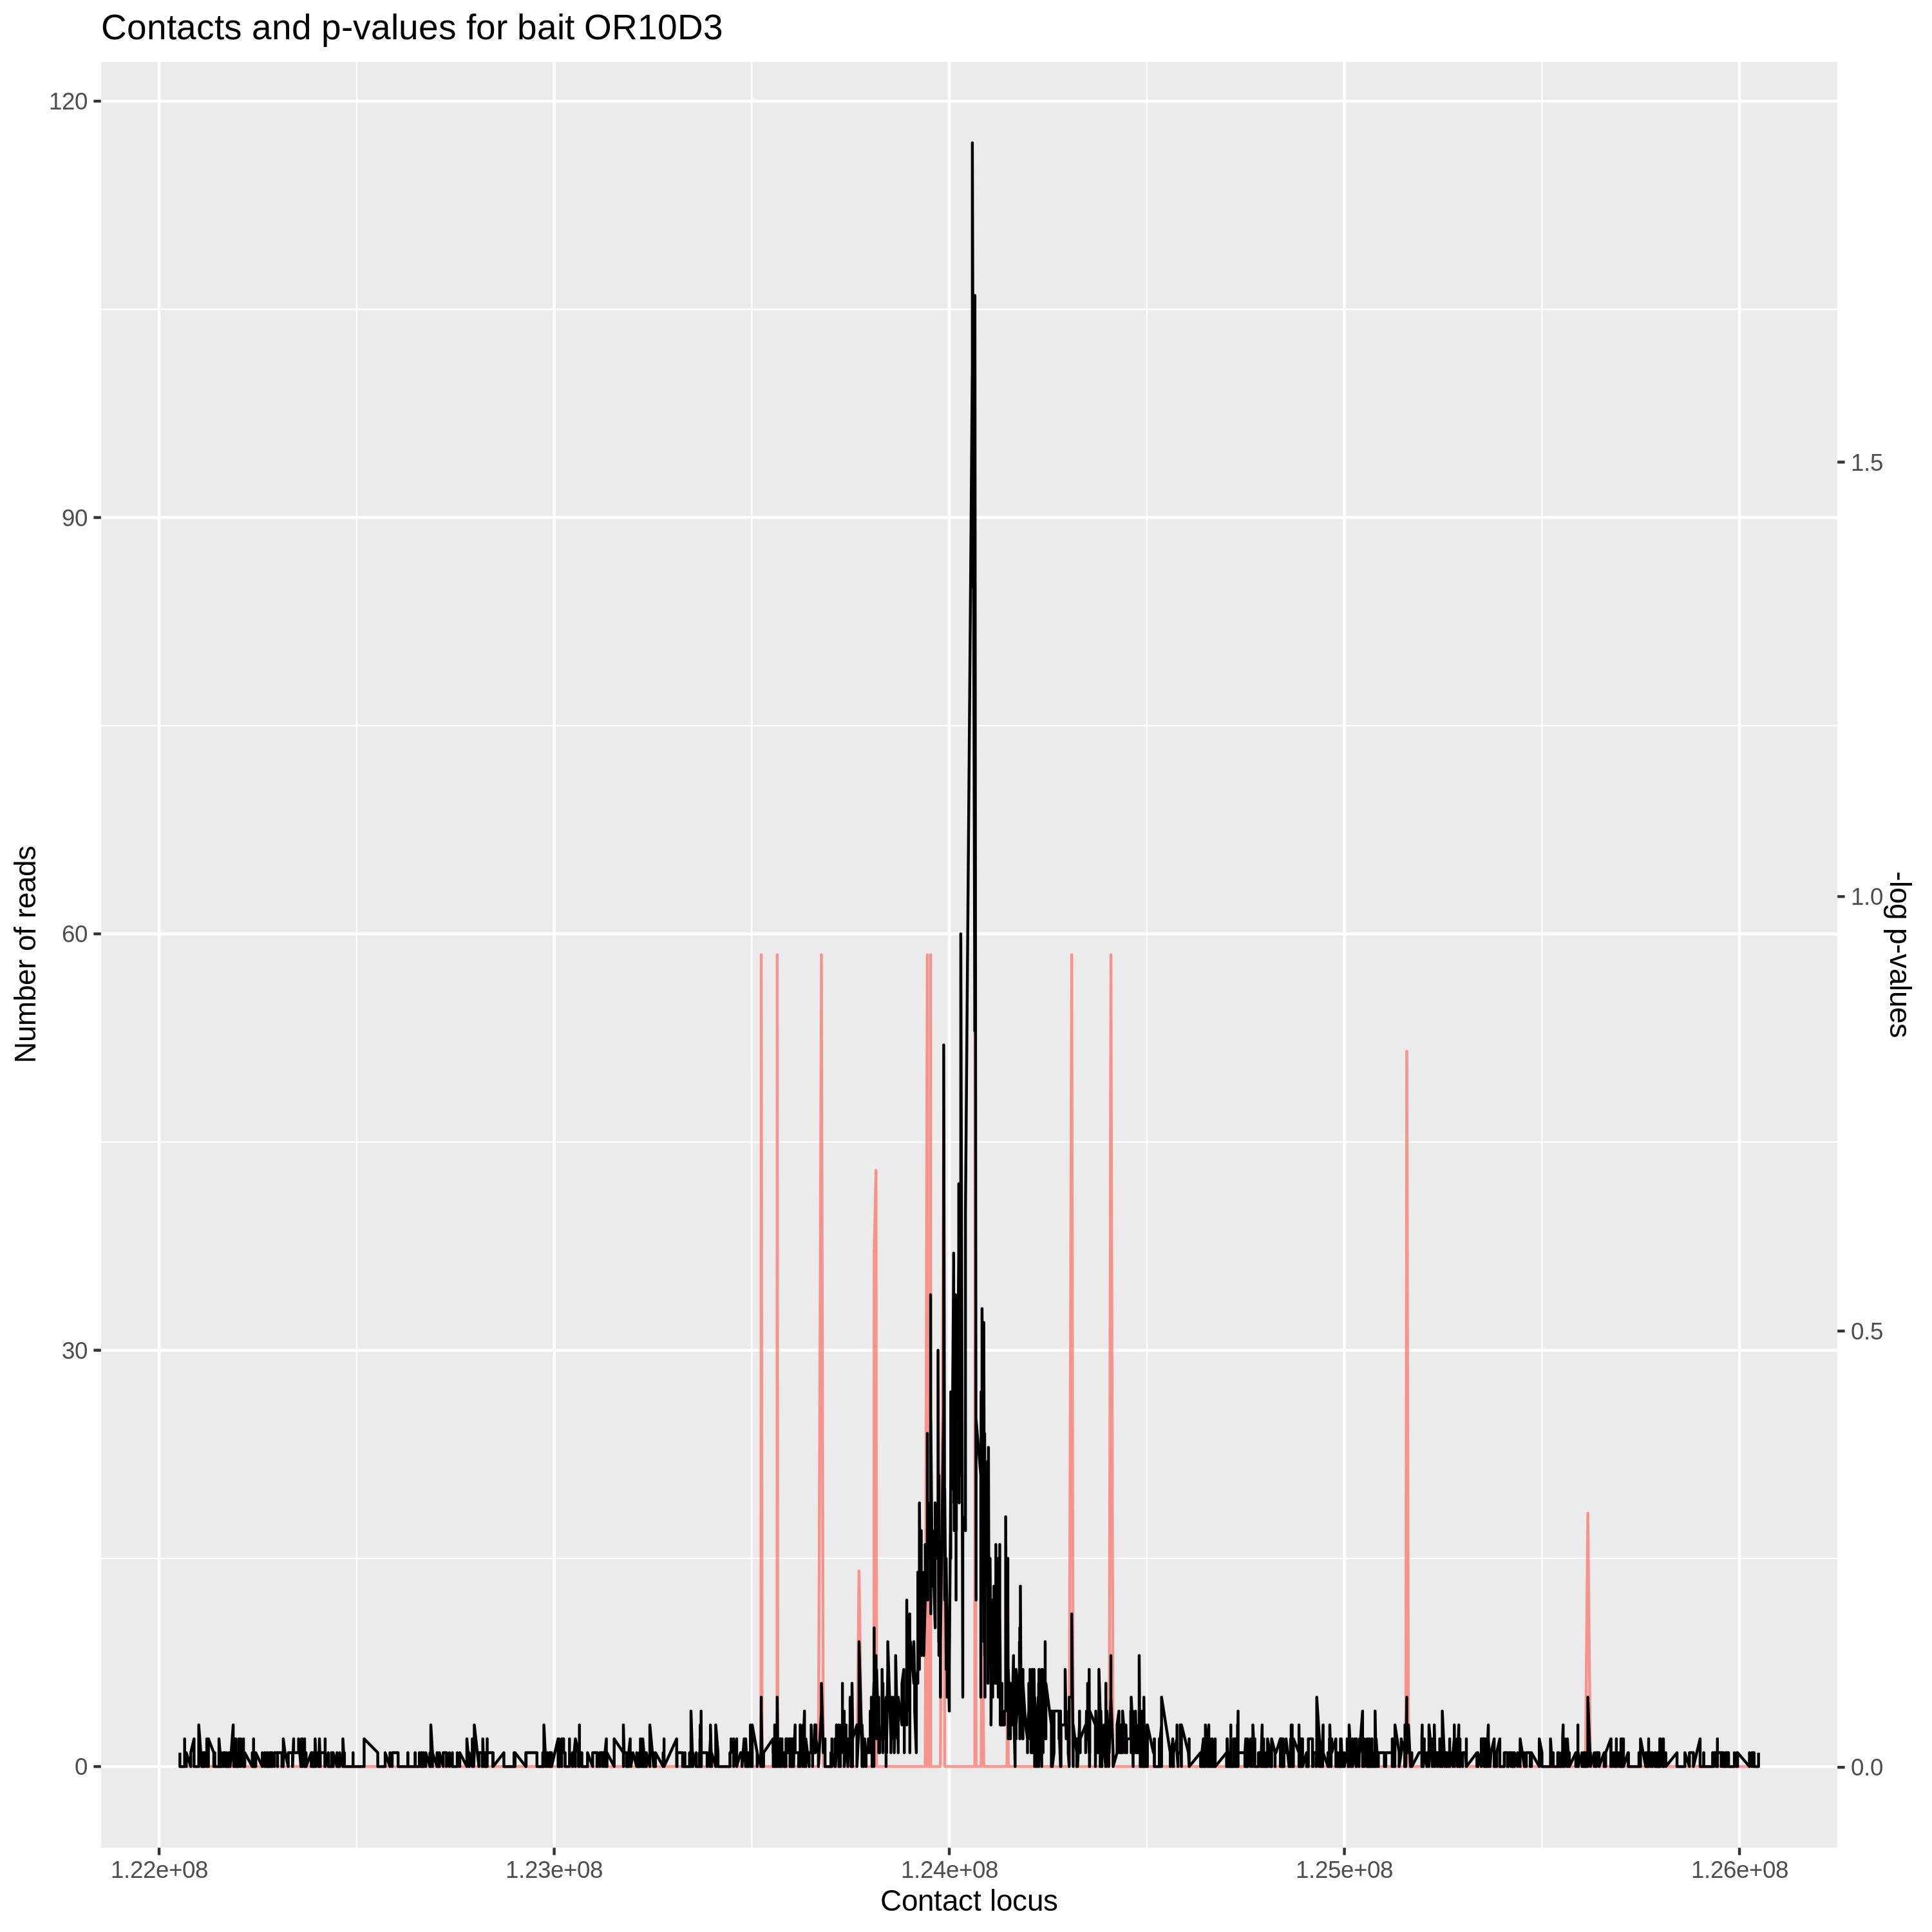 Contacts and p-values for bait OR10D3
120
90
60
30
0
Number of reads
1.5
1.0
0.5
0.0
-log p-values
1.22e+08
1.23e+08
1.24e+08
1.25e+08
1.26e+08
Contact locus